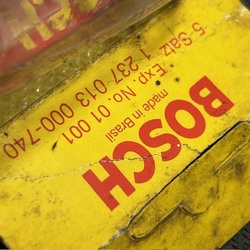 BOSCH
made in Brasil
Exp. No. 01 001
1 237 013 000-740
5 Satz